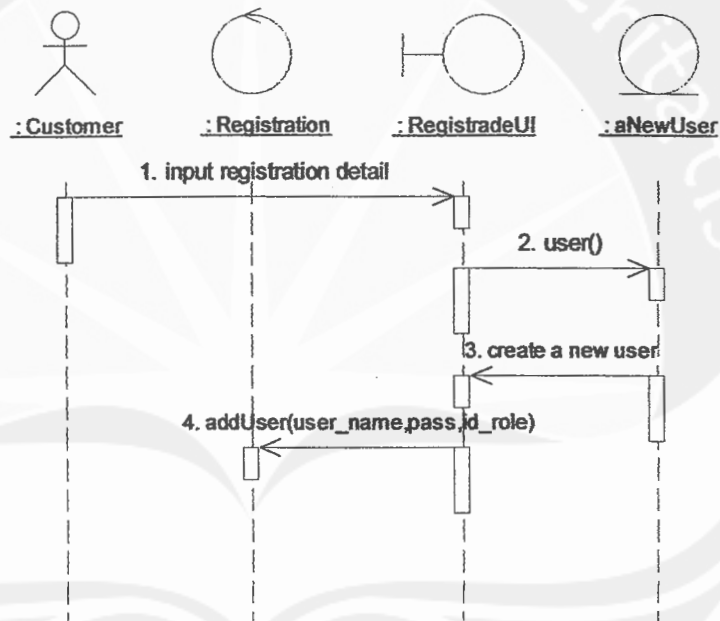 : Customer
: Registration
: RegistradeUI
: aNewUser
1. input registration detail
2. user()
3. create a new user
4. addUser(user_name,pass,id_role)